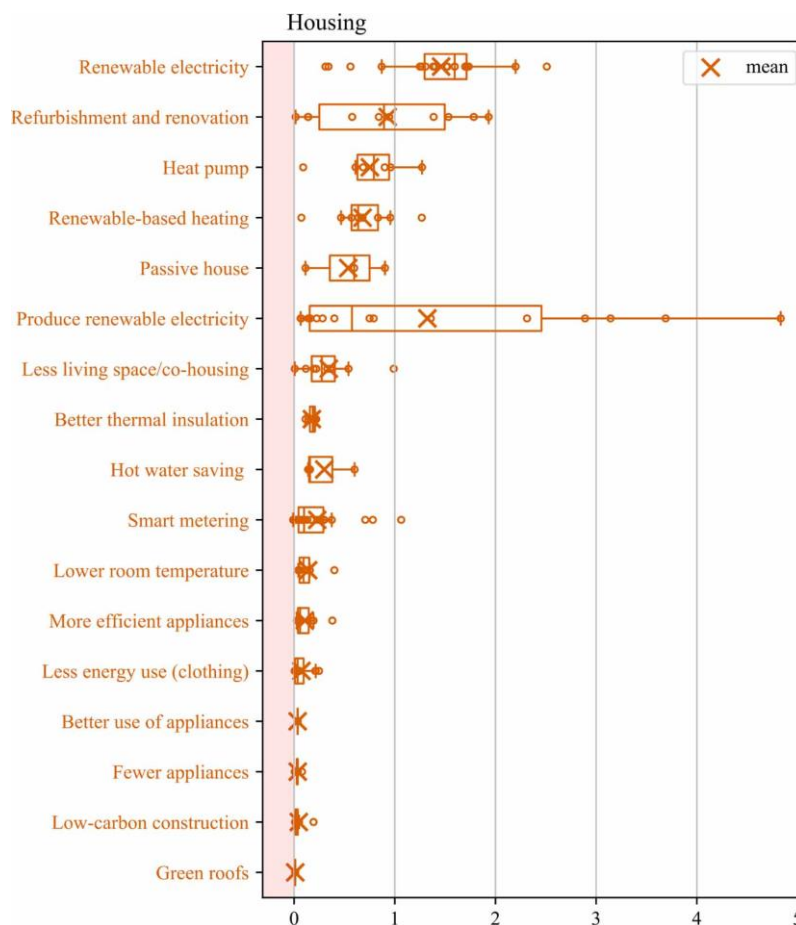 Housing
Renewable electricity
mean
Refurbishment and renovation
Heat pump
Renewable-based heating
Passive house
Produce renewable electricity
Less living space/co-housing
Better thermal insulation
Hot water saving
Smart metering
Lower room temperature
More efficient appliances
Less energy use (clothing)
Better use of appliances
Fewer appliances
Low-carbon construction
Green roofs
0 1 2 3 4 5